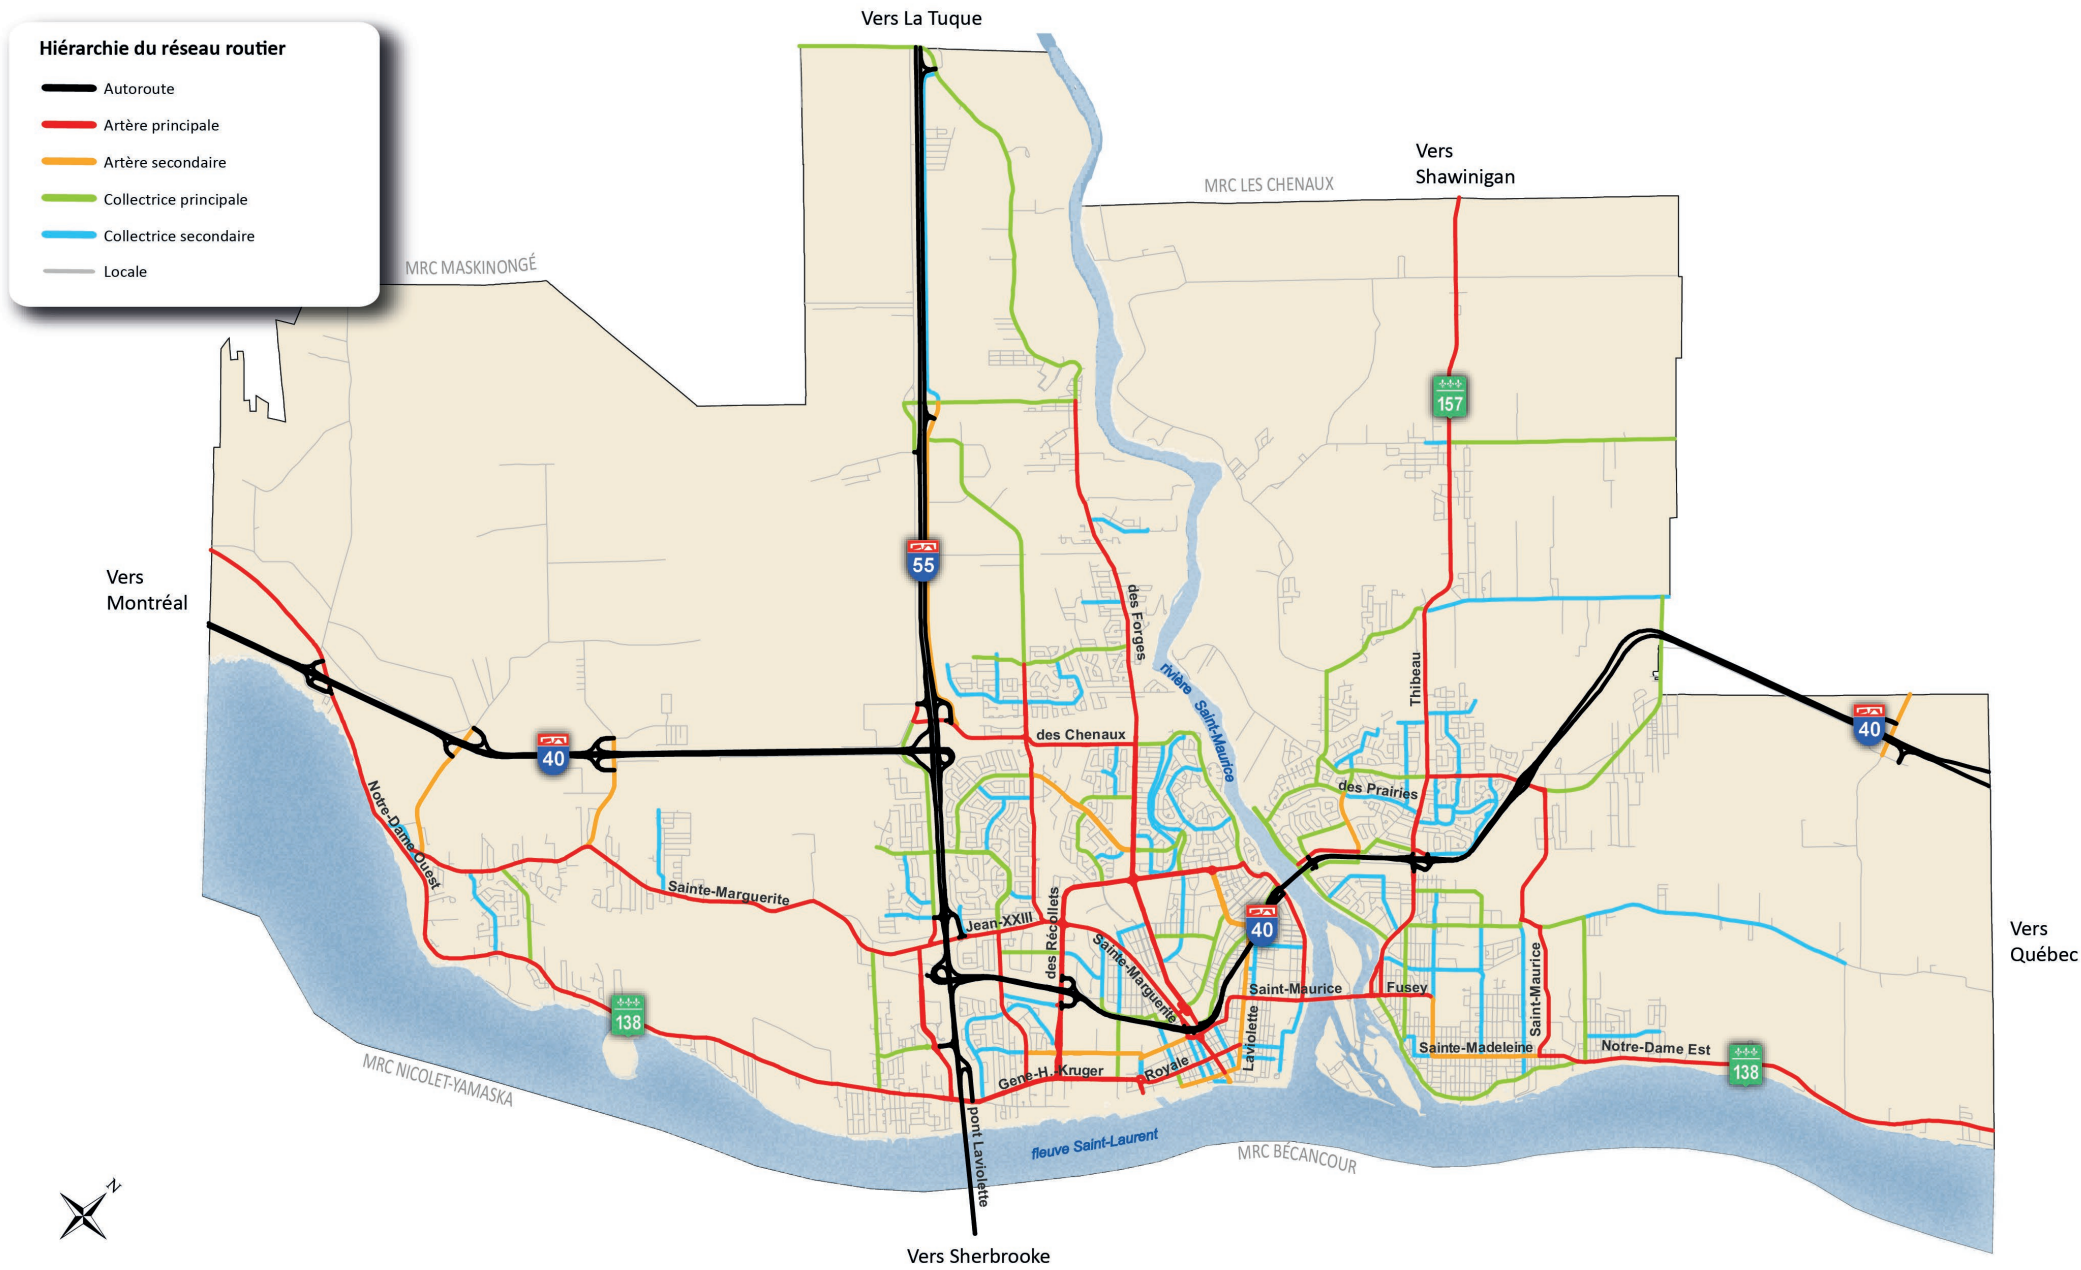 Vers La Tuque
Hiérarchie du réseau routier
Autoroute
Artère principale
Artère secondaire
Collectrice principale
Collectrice secondaire
Locale
Vers
Shawinigan
MRC LES CHENAUX
MRC MASKINONGÉ
157
55
Vers
Montréal
des Forges
rivière Saint-Maurice
Thibeau
40
des Chenaux
40
Notre-Dame Ouest
des Prairies
Sainte-Marguerite
Jean-XXIII
des Récollets
Sainte-Marguerite
40
Vers
Québec
Saint-Maurice
Fusey
Saint-Maurice
138
Laviolette
Sainte-Madeleine
Notre-Dame Est
138
MRC NICOLET-YAMASKA
Gene-H.-Kruger
Royale
pont Laviolette
fleuve Saint-Laurent
MRC BÉCANCOUR
N
Vers Sherbrooke